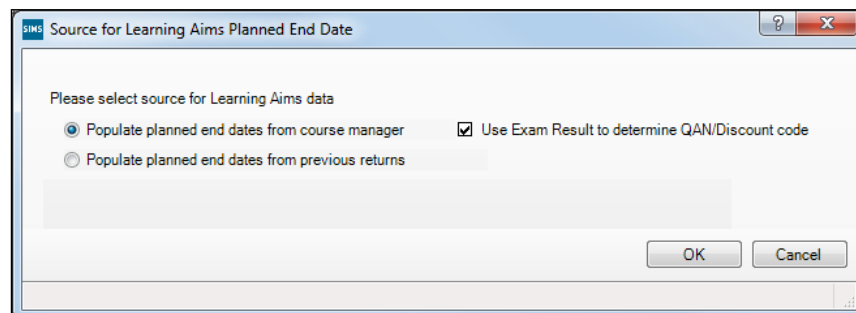 SIMS Source for Learning Aims Planned End Date
Please select source for Learning Aims data
Populate planned end dates from course manager Use Exam Result to determine QAN/Discount code
Populate planned end dates from previous returns
OK Cancel